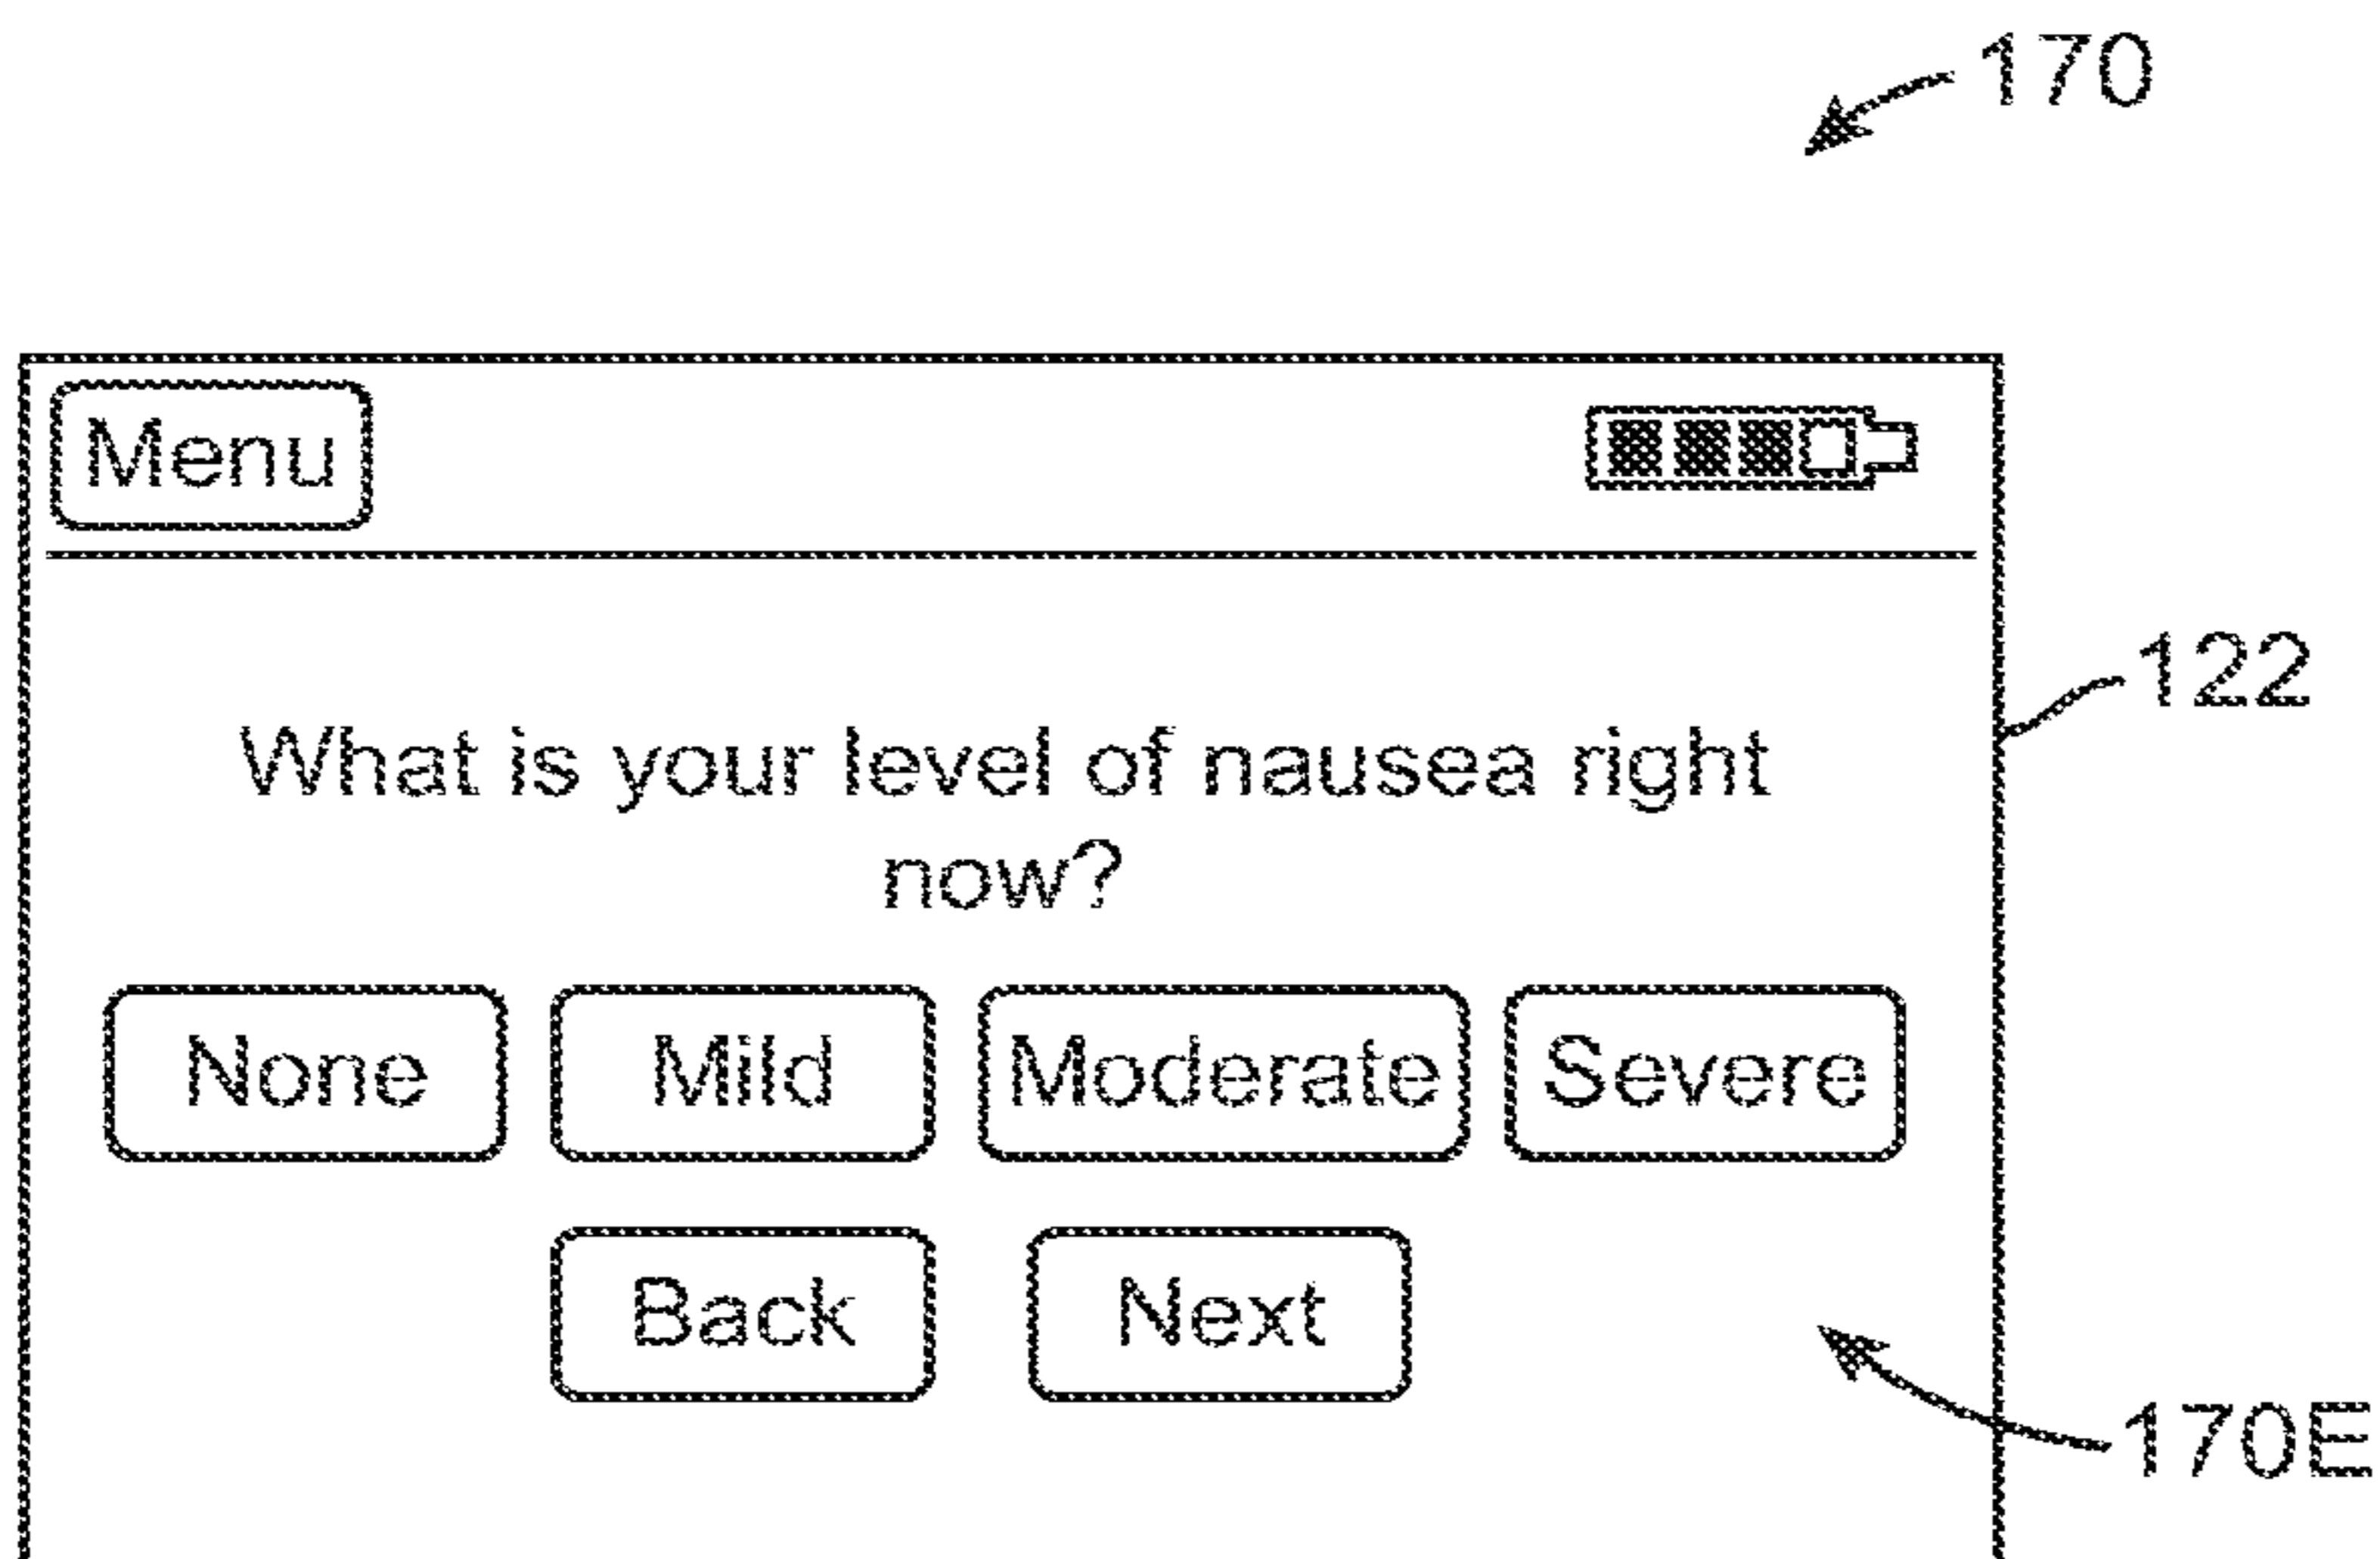 170
Menu
122
What is your level of nausea right
now?
None Mild Moderate Severe
Back Next
170E